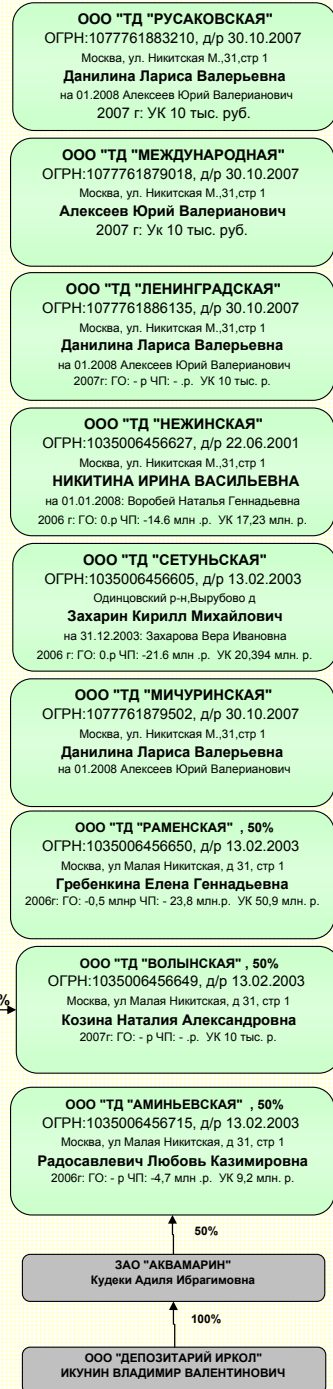 ООО "ТД "РУСАКОВСКАЯ"
ОГРН:1077761883210, д/р 30.10.2007
Москва, ул. Никитская М.,31,стр 1
Данилина Лариса Валерьевна
на 01.2008 Алексеев Юрий Валерианович
2007 г: УК 10 тыс. руб.
ООО "ТД "МЕЖДУНАРОДНАЯ"
ОГРН:1077761879018, д/р 30.10.2007
Москва, ул. Никитская М.,31,стр 1
Алексеев Юрий Валерианович
2007 г: Ук 10 тыс. руб.
ООО "ТД "ЛЕНИНГРАДСКАЯ"
ОГРН:1077761886135, д/р 30.10.2007
Москва, ул. Никитская М.,31,стр 1
Данилина Лариса Валерьевна
на 01.2008 Алексеев Юрий Валерианович
2007г: ГО: - р ЧП: - .р. УК 10 тыс. р.
ООО "ТД "НЕЖИНСКАЯ"
ОГРН:1035006456627, д/р 22.06.2001
Москва, ул. Никитская М.,31,стр 1
НИКИТИНА ИРИНА ВАСИЛЬЕВНА
на 01.01.2008: Воробей Наталья Геннадьевна
2006 г: ГО: 0.р ЧП: -14.6 млн .р. УК 17,23 млн. р.
ООО "ТД "СЕТУНЬСКАЯ"
ОГРН:1035006456605, д/р 13.02.2003
Одинцовский р-н,Вырубово д
Захарин Кирилл Михайлович
на 31.12.2003: Захарова Вера Ивановна
2006 г: ГО: 0.р ЧП: -21.6 млн .р. УК 20,394 млн. р.
ООО "ТД "МИЧУРИНСКАЯ"
ОГРН:1077761879502, д/р 30.10.2007
Москва, ул. Никитская М.,31,стр 1
Данилина Лариса Валерьевна
на 01.2008 Алексеев Юрий Валерианович
ООО "ТД "РАМЕНСКАЯ" , 50%
ОГРН:1035006456650, д/р 13.02.2003
Москва, ул Малая Никитская, д 31, стр 1
Гребенкина Елена Геннадьевна
2006г: ГО: -0,5 млнр ЧП: - 23,8 млн.р. УК 50,9 млн. р.
ООО "ТД "ВОЛЫНСКАЯ" , 50%
ОГРН:1035006456649, д/р 13.02.2003
%
Москва, ул Малая Никитская, д 31, стр 1
Козина Наталия Александровна
2007г: ГО: - р ЧП: - .р. УК 10 тыс. р.
ООО "ТД "АМИНЬЕВСКАЯ" , 50%
ОГРН:1035006456715, д/р 13.02.2003
Москва, ул Малая Никитская, д 31, стр 1
Радосавлевич Любовь Казимировна
2006г: ГО: - р ЧП: -4,7 млн .р. УК 9,2 млн. р.
50%
ЗАО "АКВАМАРИН"
Кудеки Адиля Ибрагимовна
100%
ООО "ДЕПОЗИТАРИЙ ИРКОЛ"
ИКУНИН ВЛАДИМИР ВАЛЕНТИНОВИЧ